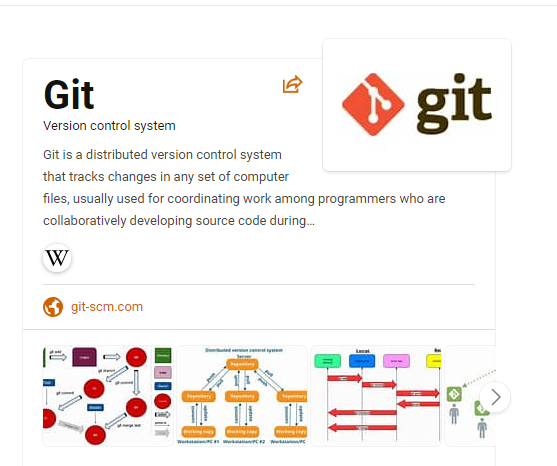 Git
git
Version control system
Git is a distributed version control system
that tracks changes in any set of computer
files, usually used for coordinating work among programmers who are
collaboratively developing source code during...
W
git-scm.com
Distributed version control system
Server
Repository
Repository
Repository
Repository
Working copy
Working copy
Working copy
Workstation/PC #1
Workstation/PC #2
Workstation/PC #3
Local